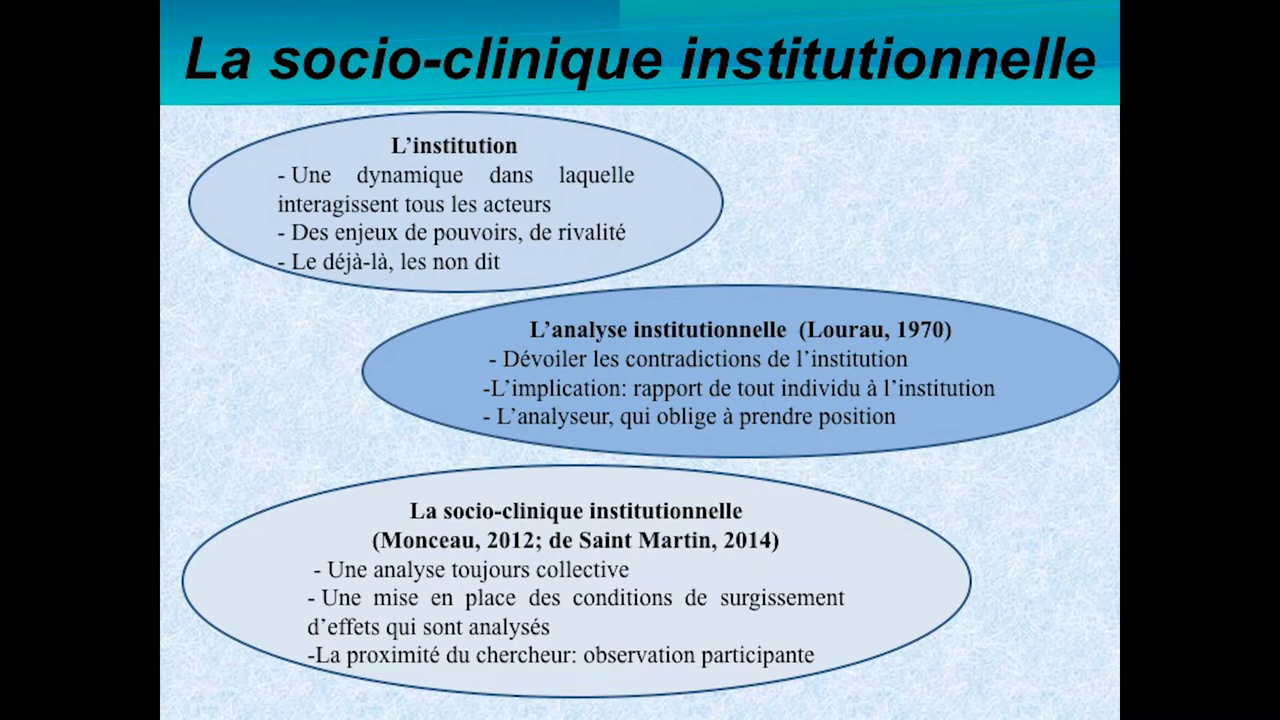 La socio-clinique institutionnelle
L’institution
- Une dynamique dans laquelle
interagissent tous les acteurs
- Des enjeux de pouvoirs, de rivalité
- Le déjà-là, les non dit
L’analyse institutionnelle (Lourau, 1970)
- Dévoiler les contradictions de l’institution
-L’implication: rapport de tout individu à l’institution
- L’analyseur, qui oblige à prendre position
La socio-clinique institutionnelle
(Monceau, 2012; de Saint Martin, 2014)
- Une analyse toujours collective
- Une mise en place des conditions de surgissement
d’effets qui sont analysés
-La proximité du chercheur: observation participante